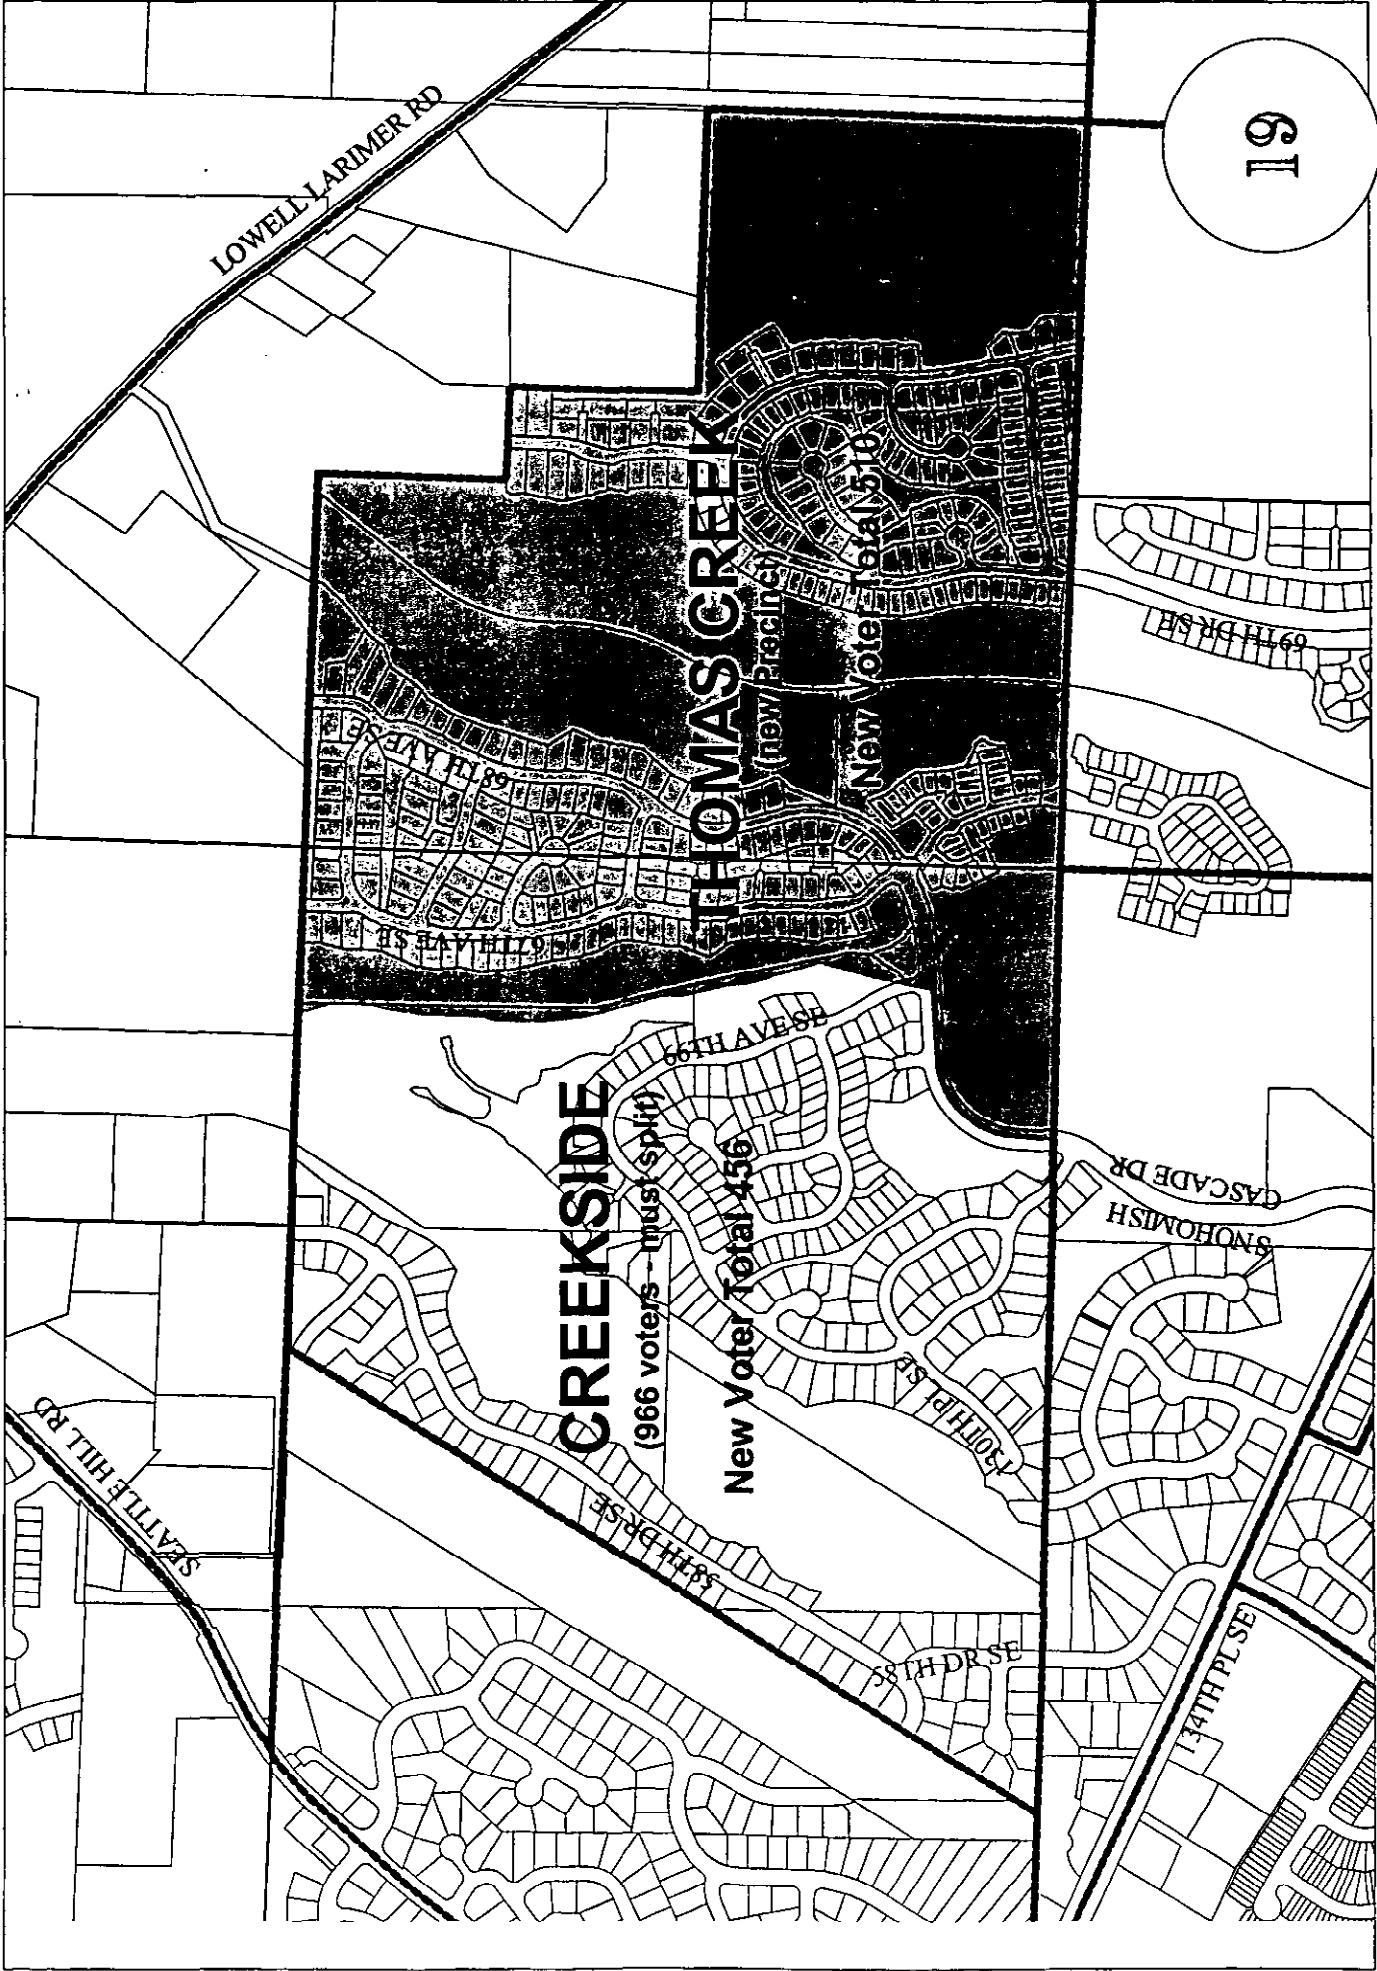 19
LOWELL LARIMER RD
THOMAS CREEK
(new Precinct)
New Voter Total 510
68TH AVE SE
67TH AVE SE
69TH DR SE
CREEKSIDE
(966 voters - must split)
New Voter Total 456
66TH AVE SE
130TH PL SE
SNOHOMISH
CASCADE DR
SEATTLE HILL RD
58TH DR SE
58TH DR SE
134TH PL SE